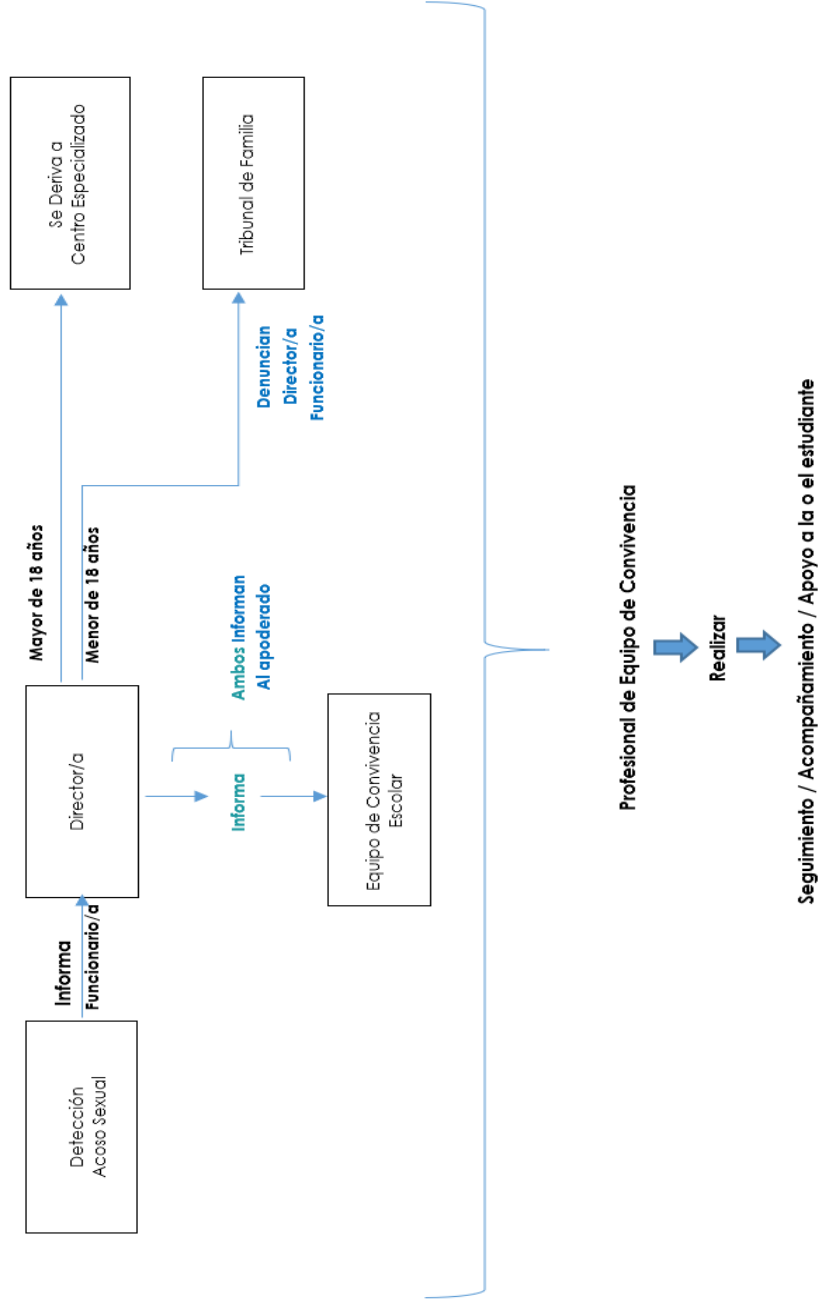 Detección
Acoso Sexual
Informa
Funcionario/a
Director/a
Mayor de 18 años
Menor de 18 años
Se Deriva a
Centro Especializado
Denuncian
Director/a
Funcionario/a
Tribunal de Familia
Informa
Ambos Informan
Al apoderado
Equipo de Convivencia
Escolar
Profesional de Equipo de Convivencia
Realizar
Seguimiento / Acompañamiento / Apoyo a la o el estudiante